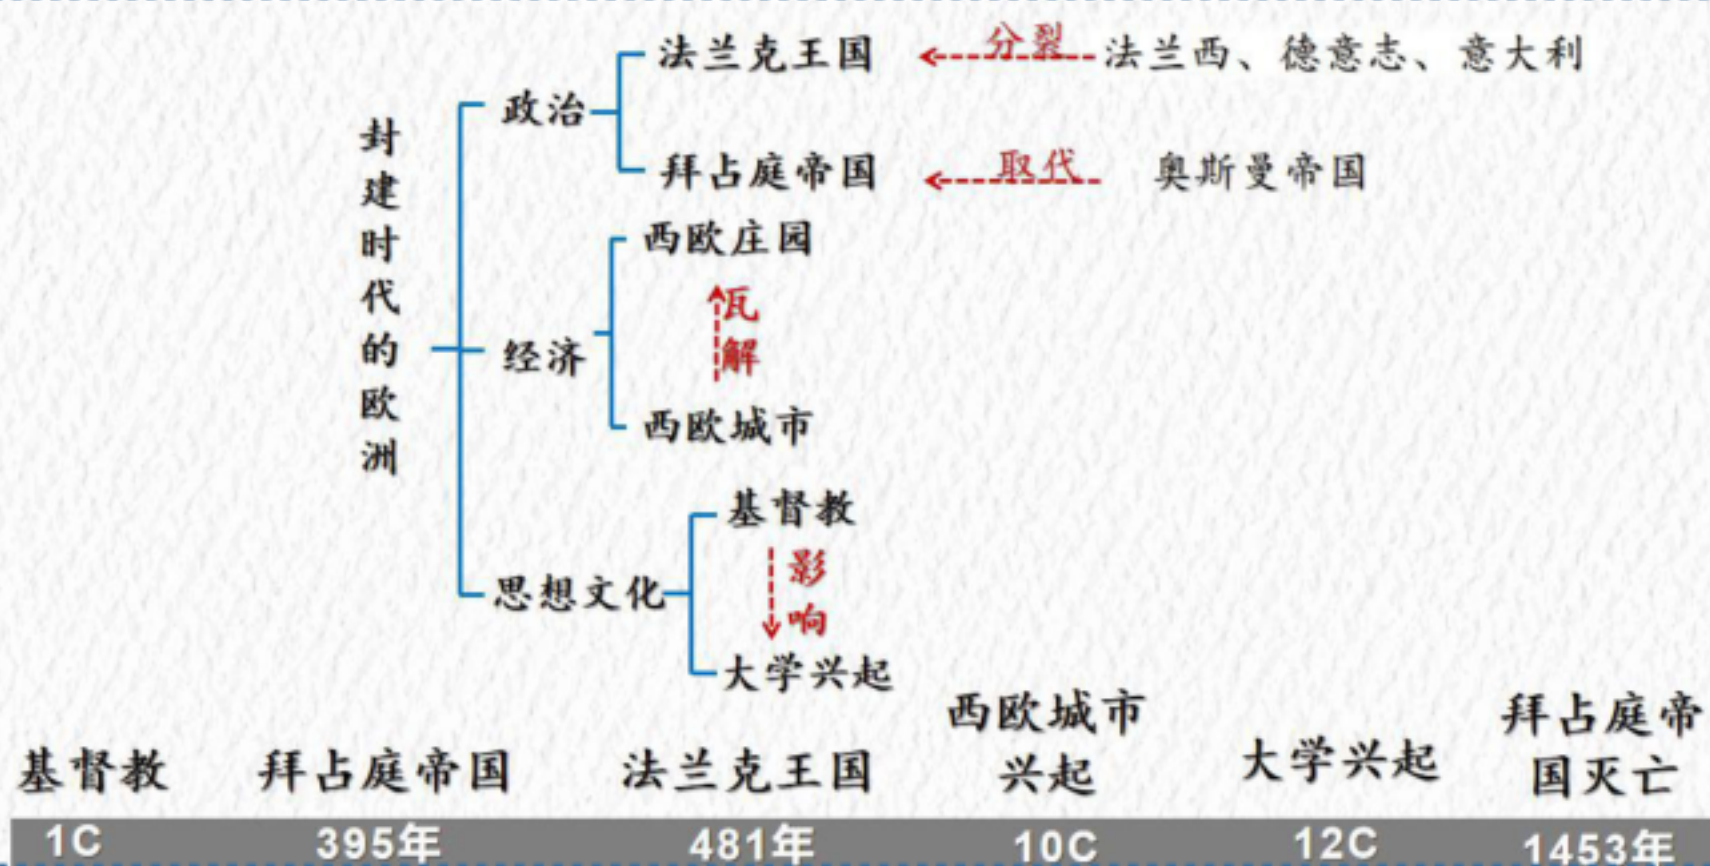 封建时代的欧洲
政治
法兰克王国
分裂
法兰西、德意志、意大利
拜占庭帝国
取代
奥斯曼帝国
经济
西欧庄园
瓦解
西欧城市
思想文化
基督教
影响
大学兴起
基督教
拜占庭帝国
法兰克王国
西欧城市
兴起
大学兴起
拜占庭帝
国灭亡
1C
395年
481年
10C
12C
1453年